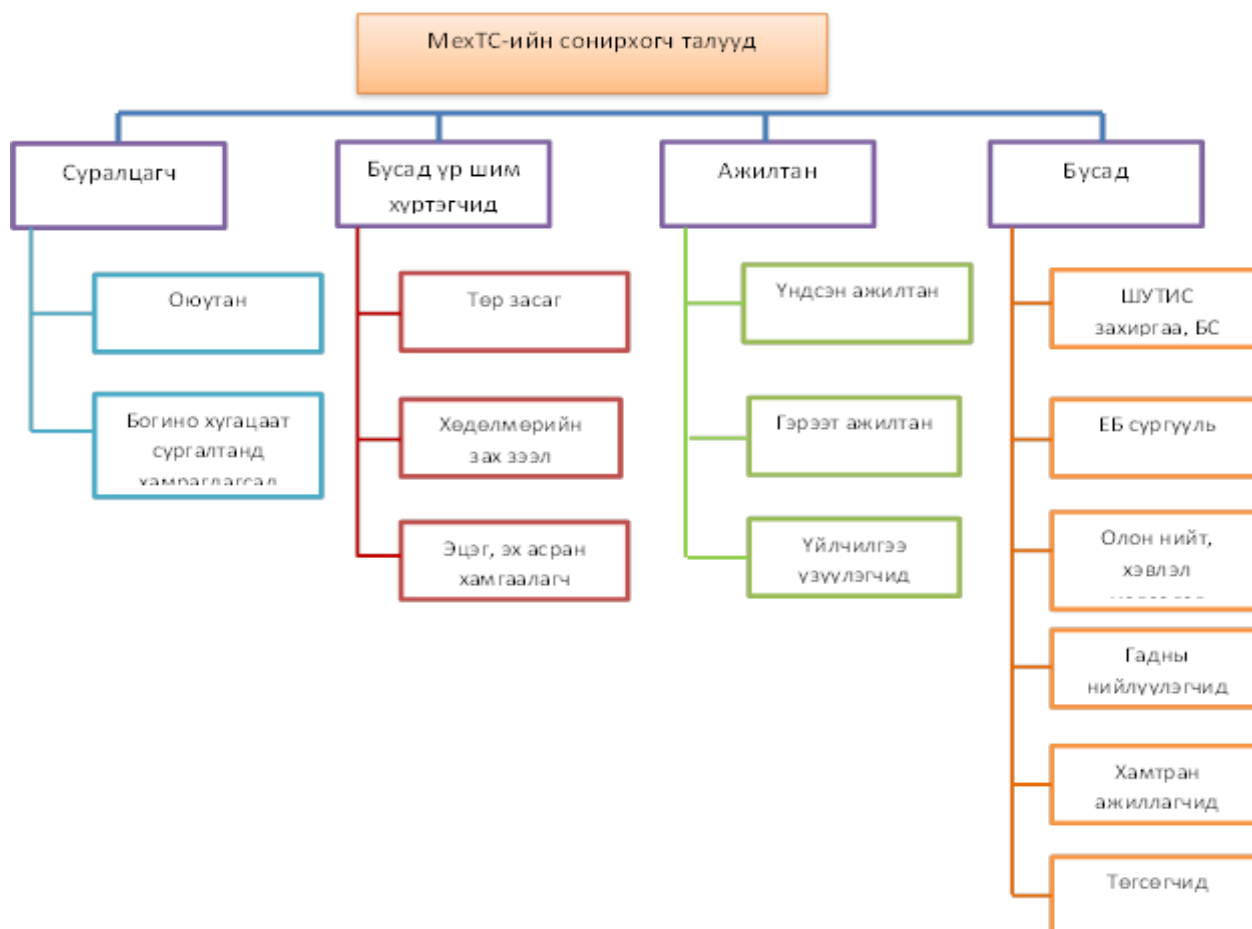 МехТС-ийн сонирхогч талууд
Суралцагч
Бусад үр шим
хүртэгчид
Ажилтан
Бусад
Оюутан
Богино хугацаат
сургалтанд
хамрагдагсад
Төр засаг
Хөдөлмөрийн
зах зээл
Эцэг, эх асран
хамгаалагч
Үндсэн ажилтан
Гэрээт ажилтан
Үйлчилгээ
үзүүлэгчид
ШУТИС
захиргаа, БС
ЕБ сургууль
Олон нийт,
хэвлэл
Гадны
нийлүүлэгчид
Хамтран
ажиллагчид
Төгсөгчид